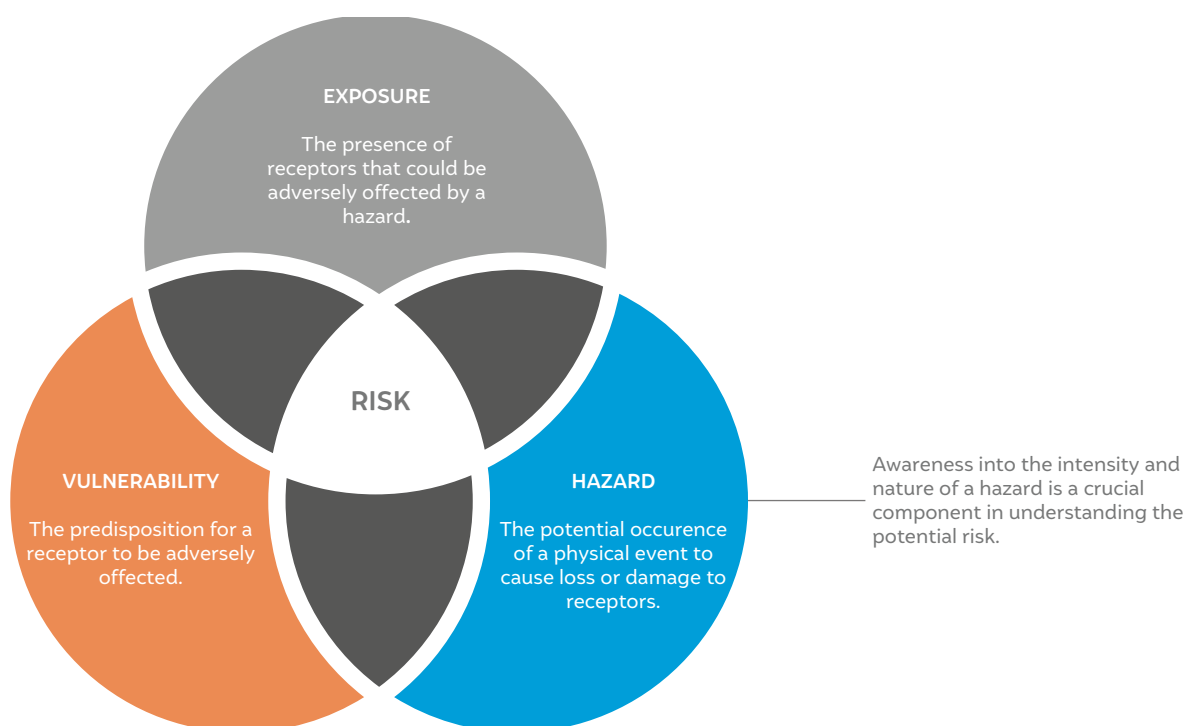 EXPOSURE
The presence of
receptors that could be
adversely offected by a
hazard.
RISK
VULNERABILITY
The predisposition for a
receptor to be adversely
offected.
HAZARD
The potential occurence
of a physical event to
cause loss or damage to
receptors.
Awareness into the intensity and
nature of a hazard is a crucial
component in understanding the
potential risk.